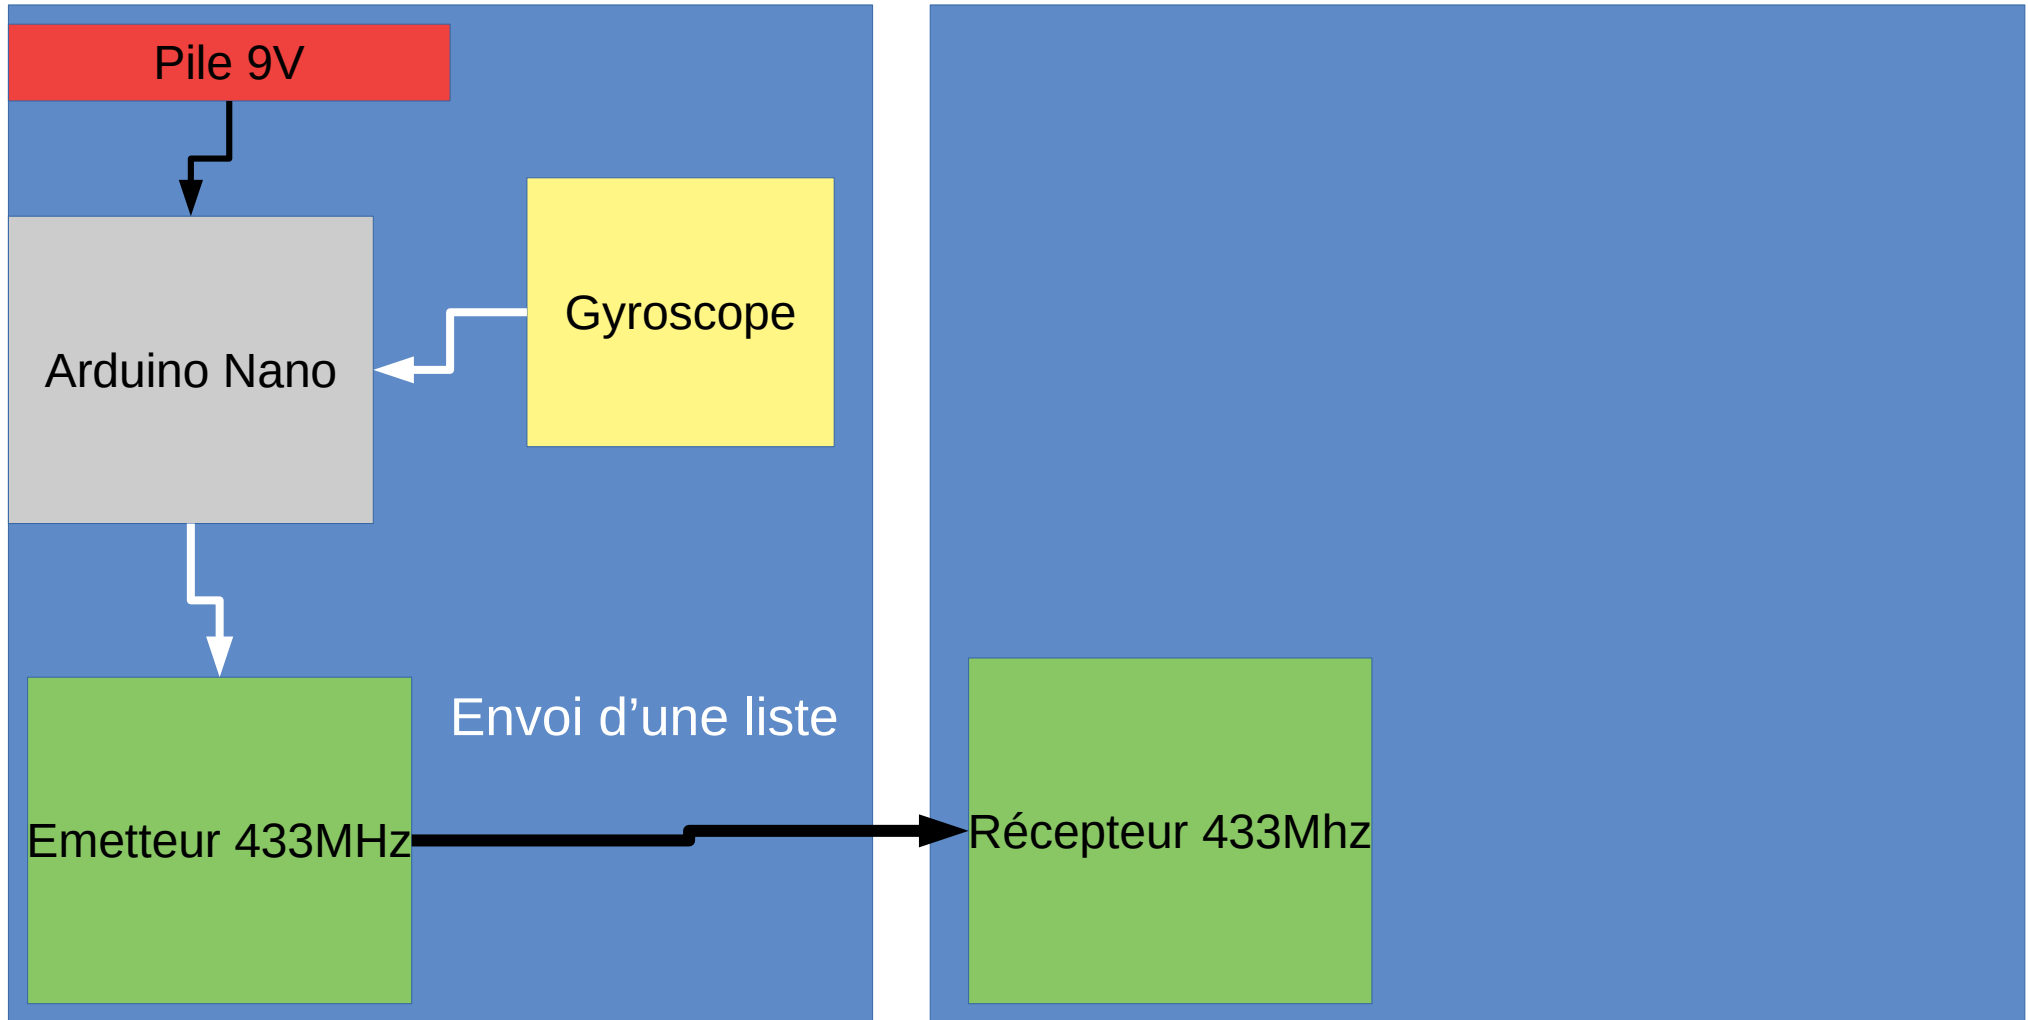 Pile 9V
Gyroscope
Arduino Nano
Envoi d’une liste
Emetteur 433MHz
Récepteur 433Mhz